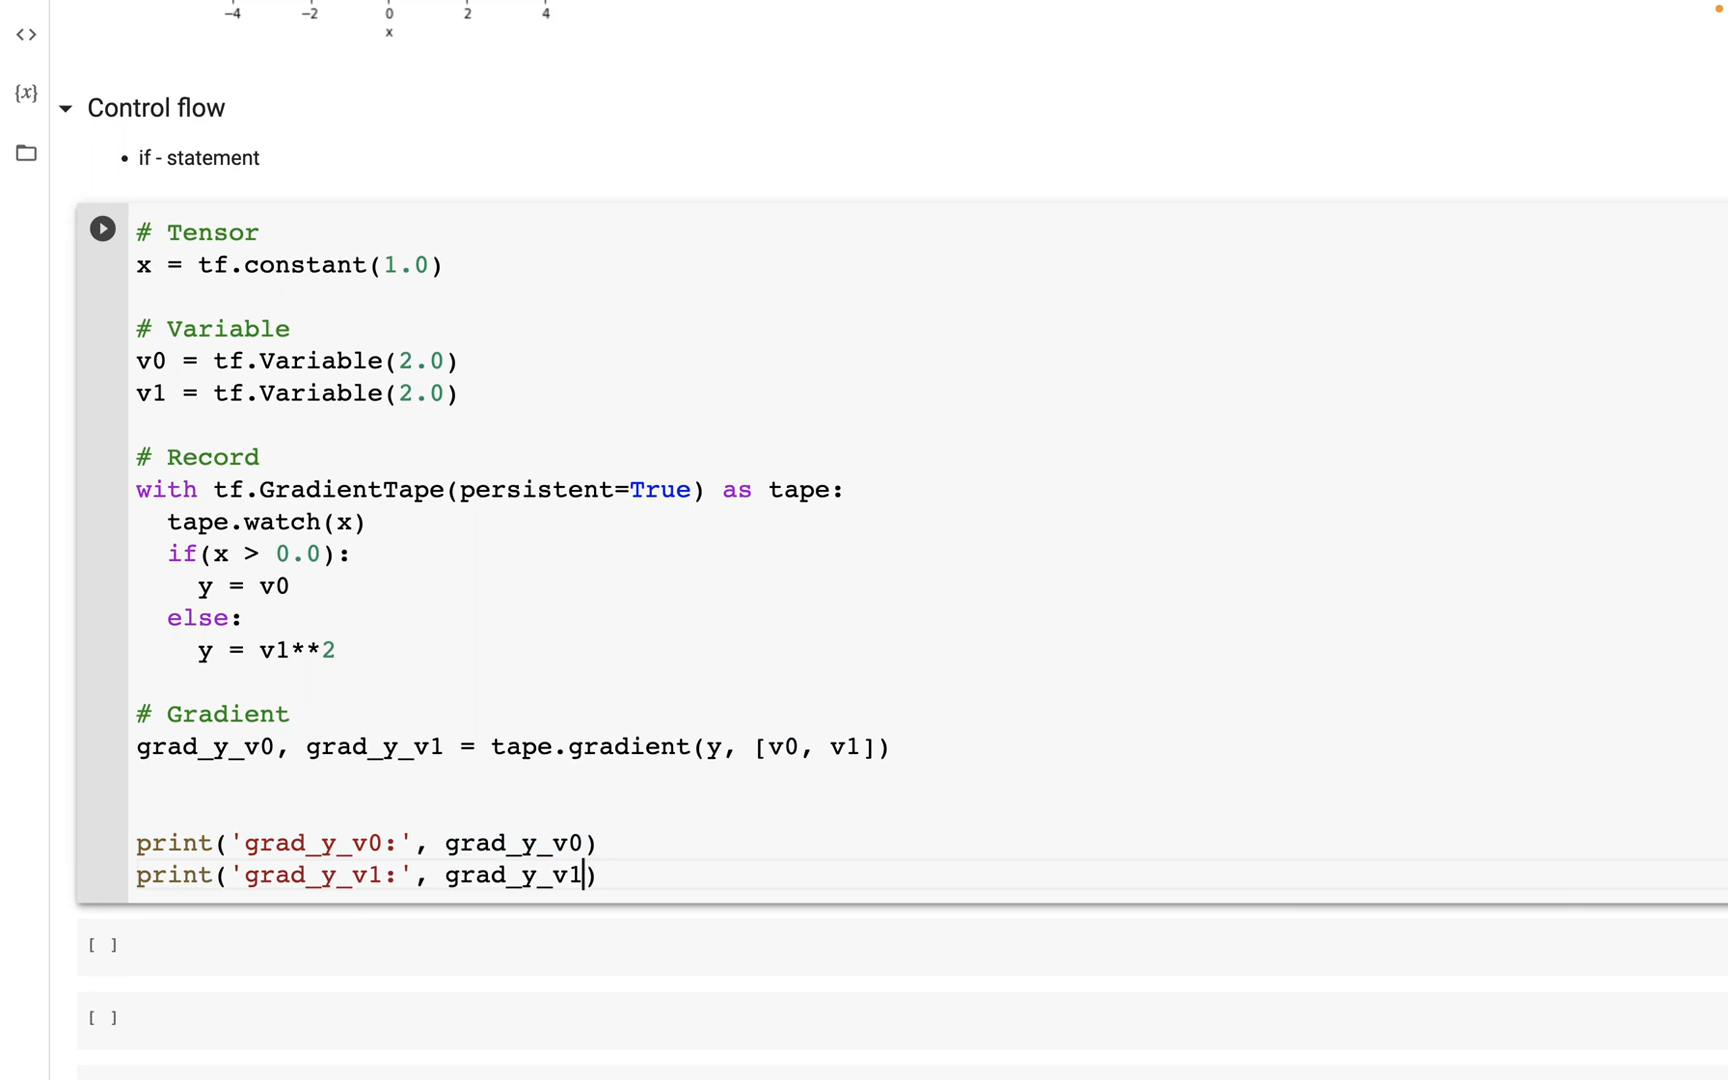 −4 −2 0 2 4
x
<>
{x}
Control flow
• if - statement
# Tensor
x = tf.constant(1.0)
# Variable
v0 = tf.Variable(2.0)
v1 = tf.Variable(2.0)
# Record
with tf.GradientTape(persistent=True) as tape:
  tape.watch(x)
  if(x > 0.0):
    y = v0
  else:
    y = v1**2
# Gradient
grad_y_v0, grad_y_v1 = tape.gradient(y, [v0, v1])
print('grad_y_v0:', grad_y_v0)
print('grad_y_v1:', grad_y_v1)
[ ]
[ ]